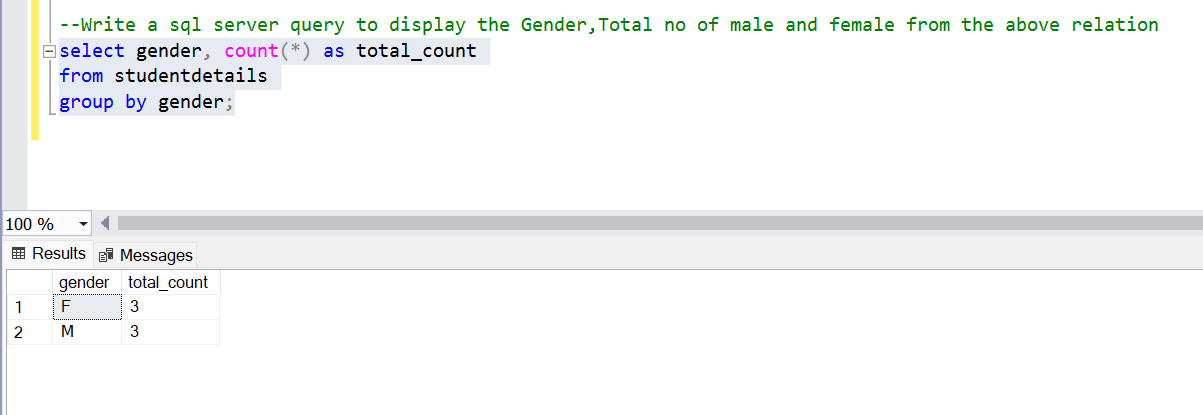 --Write a sql server query to display the Gender,Total no of male and female from the above relation
select gender, count(*) as total_count
from studentdetails
group by gender;
100 %
Results Messages
gender total_count
1 F 3
2 M 3